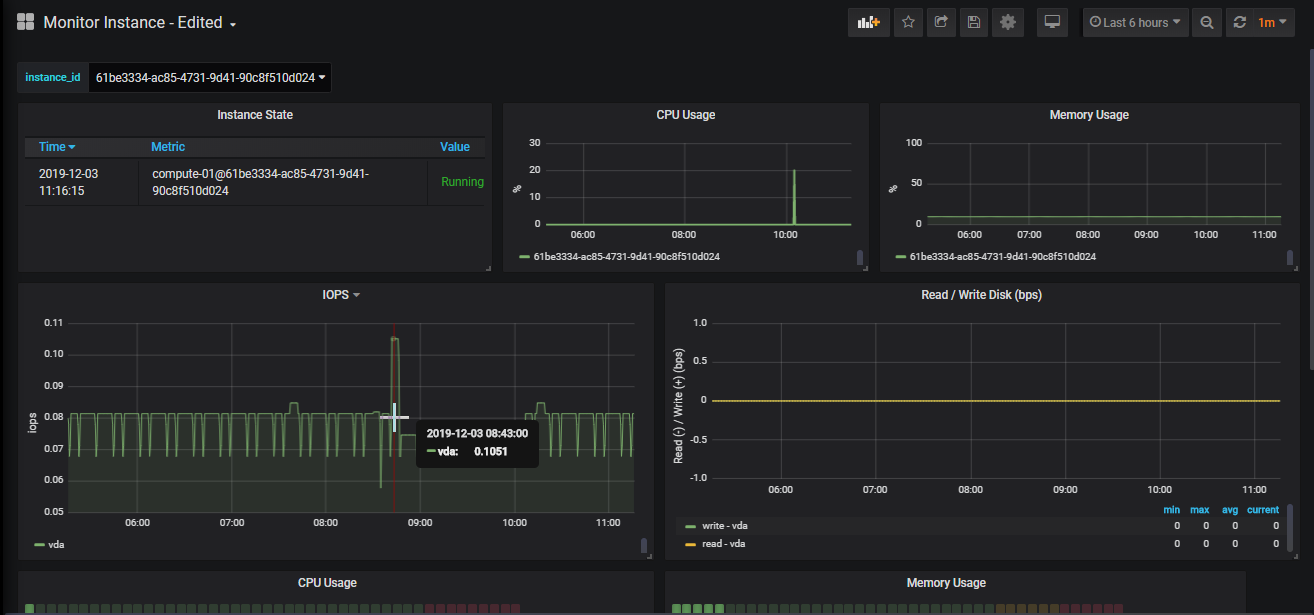 Monitor Instance - Edited
Last 6 hours
1m
instance_id
61be3334-ac85-4731-9d41-90c8f510d024
Instance State
Time Metric Value
2019-12-03 11:16:15
compute-01@61be3334-ac85-4731-9d41-90c8f510d024
Running
CPU Usage
30
20
10
0
%
06:00 08:00 10:00
61be3334-ac85-4731-9d41-90c8f510d024
Memory Usage
100
50
0
%
06:00 07:00 08:00 09:00 10:00 11:00
61be3334-ac85-4731-9d41-90c8f510d024
IOPS
0.11
0.10
0.09
0.08
0.07
0.06
0.05
iops
06:00 07:00 08:00 09:00 10:00 11:00
2019-12-03 08:43:00
vda: 0.1051
vda
Read / Write Disk (bps)
1.0
0.5
0
-0.5
-1.0
Read (-) / Write (+) (bps)
06:00 07:00 08:00 09:00 10:00 11:00
min max avg current
write - vda 0 0 0 0
read - vda 0 0 0 0
CPU Usage
Memory Usage